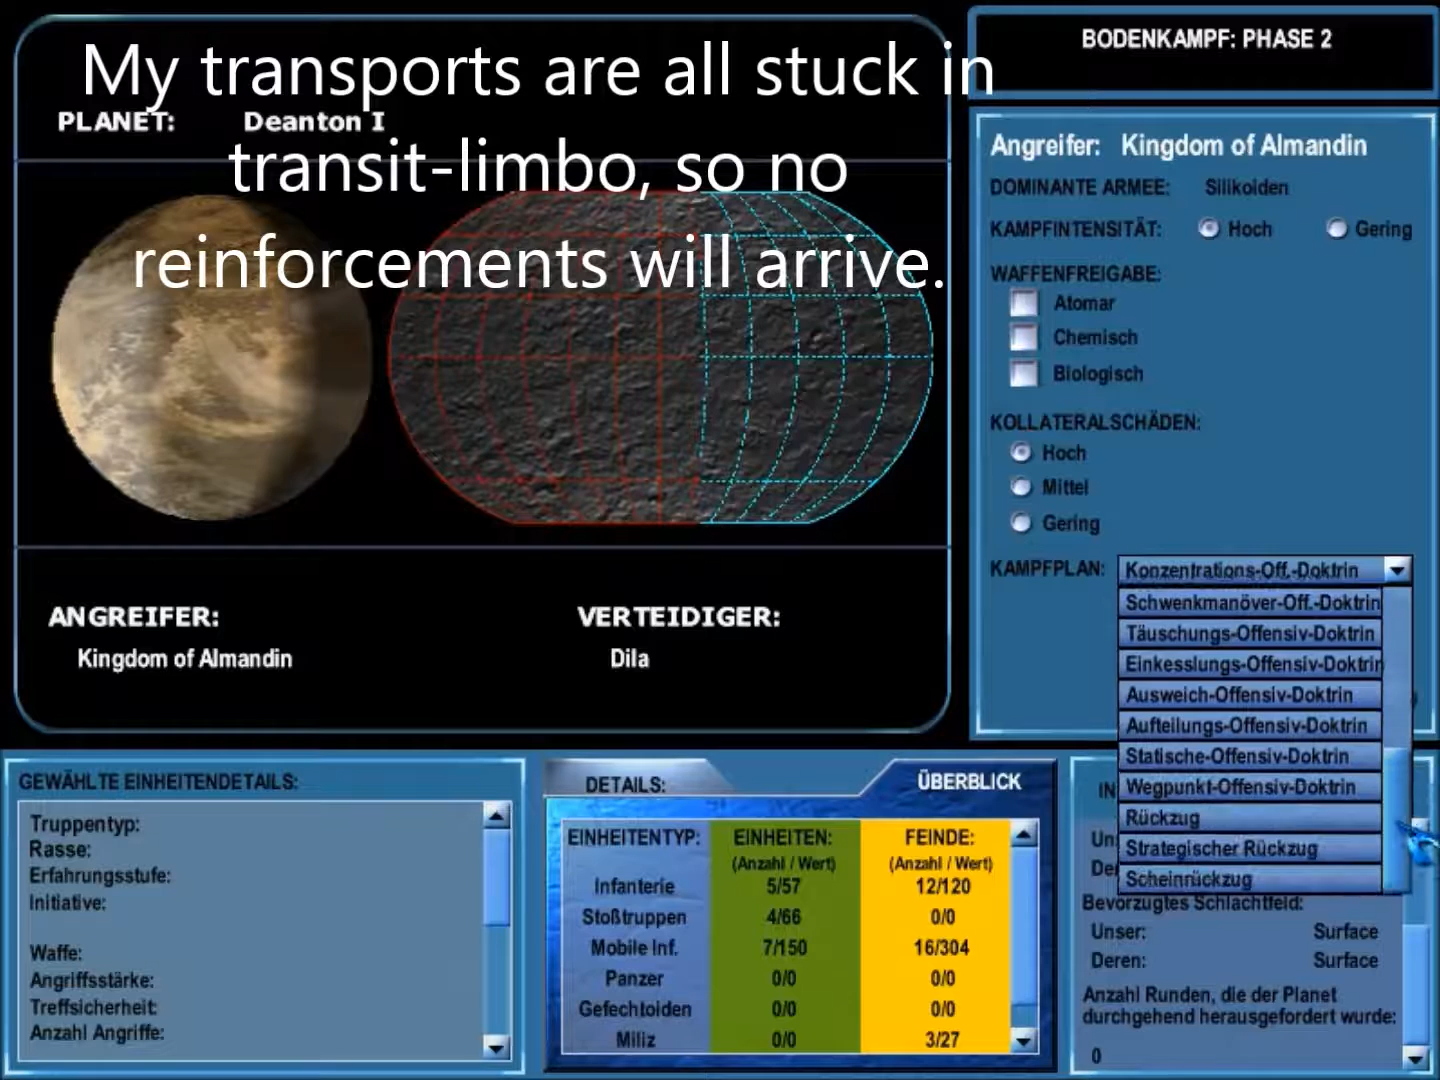 My transports are all stuck in
transit-limbo, so no
reinforcements will arrive.
PLANET: Deanton I
ANGREIFER:
Kingdom of Almandin
VERTEIDIGER:
Dila
BODENKAMPF: PHASE 2
Angreifer: Kingdom of Almandin
DOMINANTE ARMEE: Silikoiden
KAMPFINTENSITÄT: Hoch Gering
WAFFENFREIGABE:
Atomar
Chemisch
Biologisch
KOLLATERALSCHÄDEN:
Hoch
Mittel
Gering
KAMPFPLAN: Konzentrations-Off.-Doktrin
Schwenkmanöver-Off.-Doktrin
Täuschungs-Offensiv-Doktrin
Einkesslungs-Offensiv-Doktrin
Ausweich-Offensiv-Doktrin
Aufteilungs-Offensiv-Doktrin
Statische-Offensiv-Doktrin
Wegpunkt-Offensiv-Doktrin
Rückzug
Strategischer Rückzug
Scheinrückzug
GEWÄHLTE EINHEITENDETAILS:
Truppentyp:
Rasse:
Erfahrungsstufe:
Initiative:
Waffe:
Angriffsstärke:
Treffsicherheit:
Anzahl Angriffe:
DETAILS: ÜBERBLICK
EINHEITENTYP: EINHEITEN: FEINDE:
(Anzahl / Wert) (Anzahl / Wert)
Infanterie 5/57 12/120
Stoßtruppen 4/66 0/0
Mobile Inf. 7/150 16/304
Panzer 0/0 0/0
Gefechtoiden 0/0 0/0
Miliz 0/0 3/27
Bevorzugtes Schlachtfeld:
Unser: Surface
Deren: Surface
Anzahl Runden, die der Planet
durchgehend herausgefordert wurde:
0